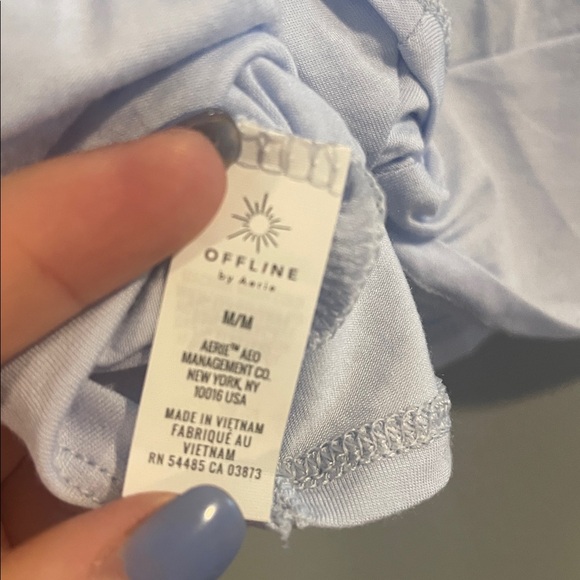 OFFLINE
by Aerie
M/M
AERIE™ AEO
MANAGEMENT CO.
NEW YORK, NY
10016 USA
MADE IN VIETNAM
FABRIQUÉ AU
VIETNAM
RN 54485 CA 03873